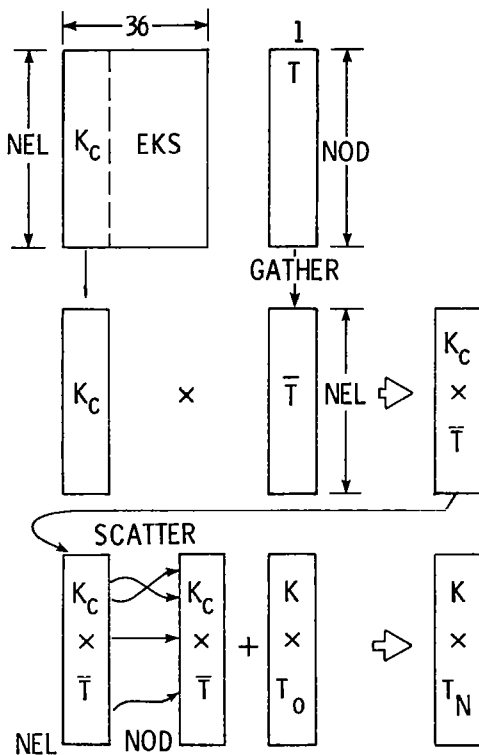 36
1
T
NEL
K_c
EKS
NOD
GATHER
K_c
×
T̅
NEL
K_c
×
T̅
SCATTER
K_c
×
T̅
K_c
×
T̅
+
K
×
T_o
K
×
T_N
NEL
NOD